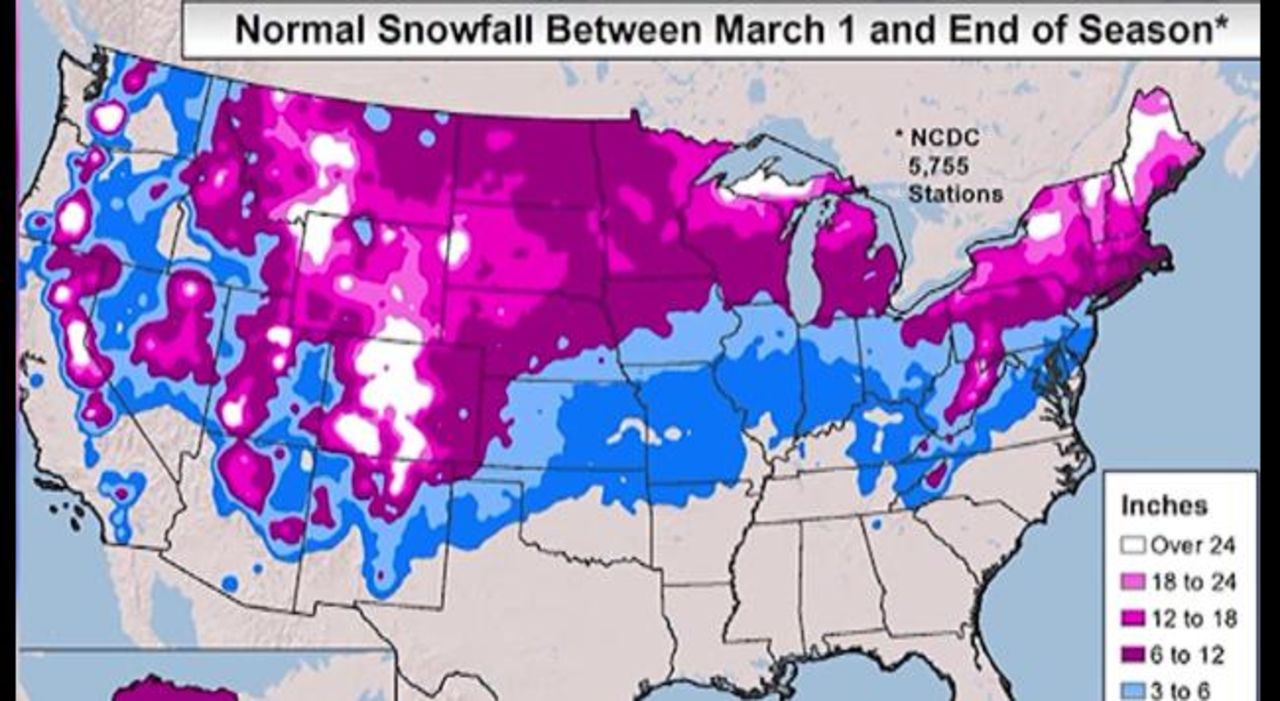 Normal Snowfall Between March 1 and End of Season*
* NCDC
5,755
Stations
Inches
Over 24
18 to 24
12 to 18
6 to 12
3 to 6